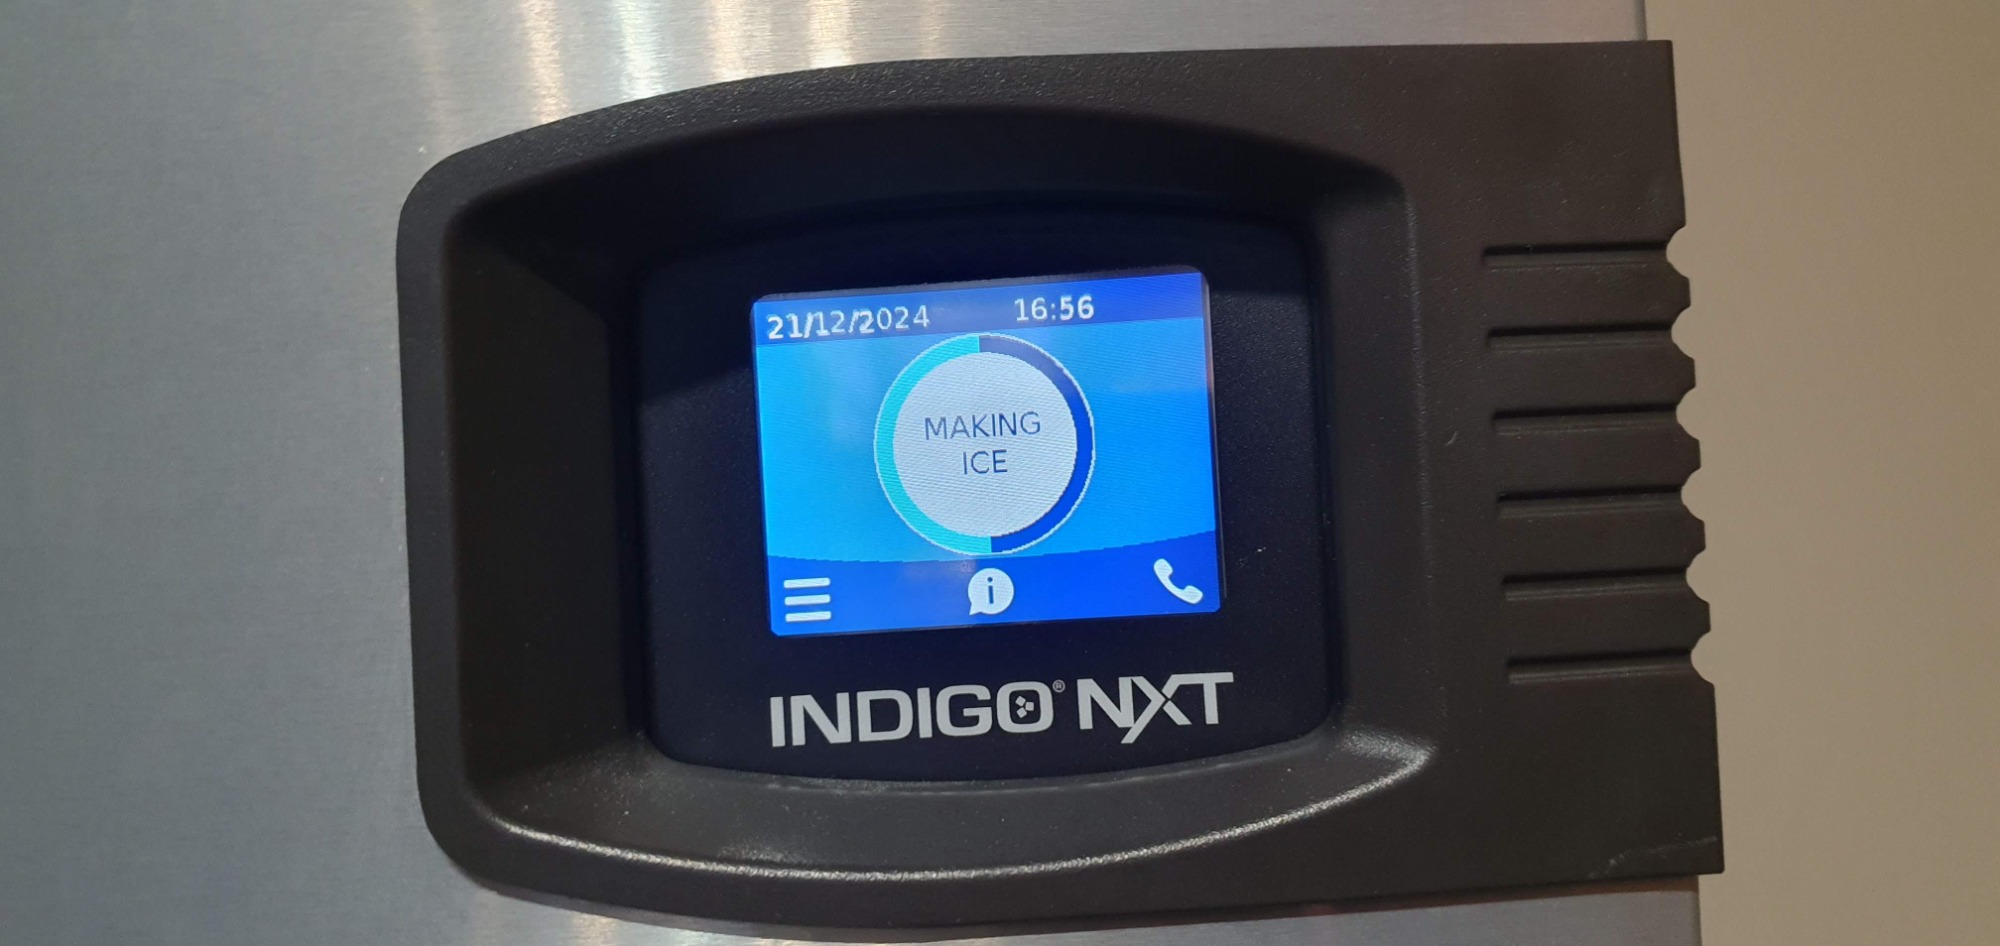 21/12/2024 16:56
MAKING
ICE
i
INDIGO® NXT